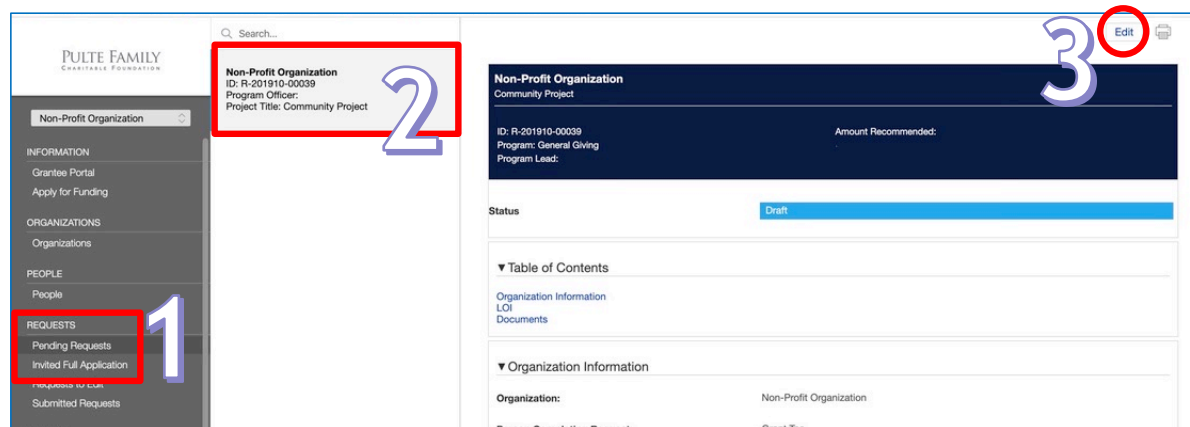 PULTE FAMILY
CHARITABLE FOUNDATION
Non-Profit Organization
INFORMATION
Grantee Portal
Apply for Funding
ORGANIZATIONS
Organizations
PEOPLE
People
REQUESTS
Pending Requests
Invited Full Application
Requests to Edit
Submitted Requests
1
Search...
Non-Profit Organization
ID: R-201910-00039
Program Officer:
Project Title: Community Project
2
Edit
3
Non-Profit Organization
Community Project
ID: R-201910-00039
Amount Recommended:
Program: General Giving
Program Lead:
Status
Draft
▼Table of Contents
Organization Information
LOI
Documents
▼Organization Information
Organization:
Non-Profit Organization